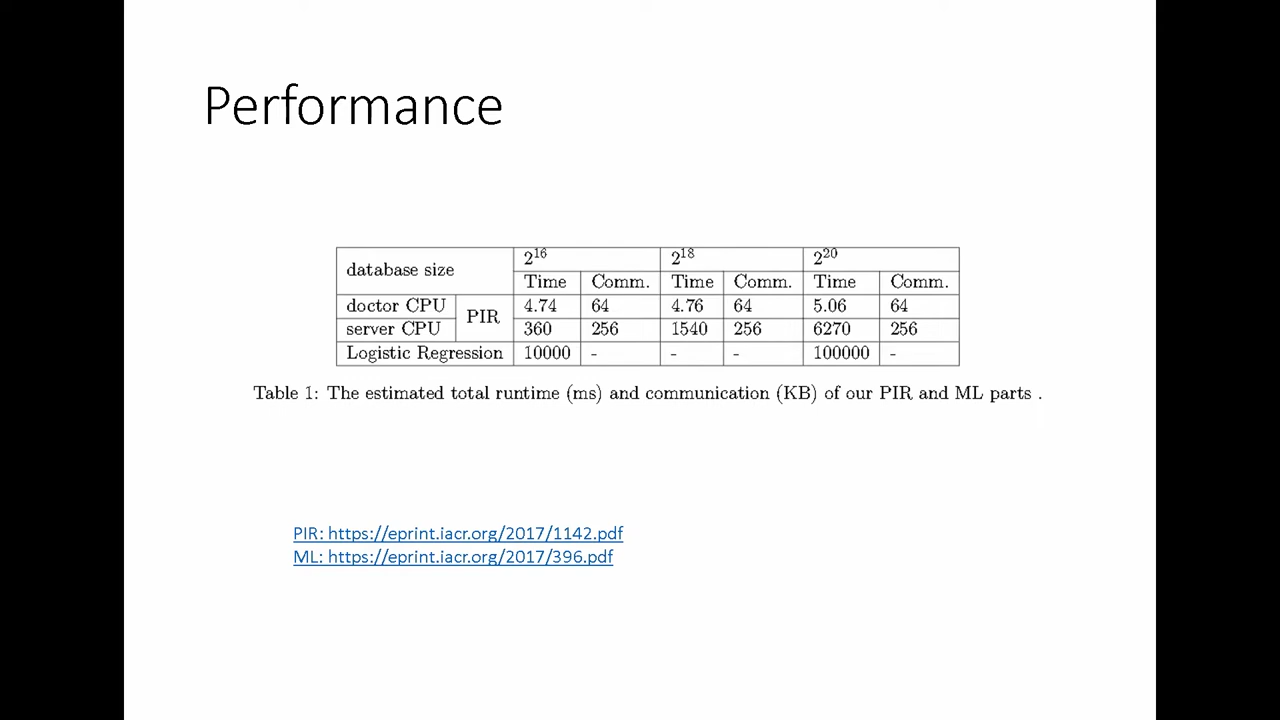 Performance
database size 2^16 2^18 2^20
Time Comm. Time Comm. Time Comm.
doctor CPU PIR 4.74 64 4.76 64 5.06 64
server CPU 360 256 1540 256 6270 256
Logistic Regression 10000 - - - 100000 -
Table 1: The estimated total runtime (ms) and communication (KB) of our PIR and ML parts .
PIR: https://eprint.iacr.org/2017/1142.pdf
ML: https://eprint.iacr.org/2017/396.pdf